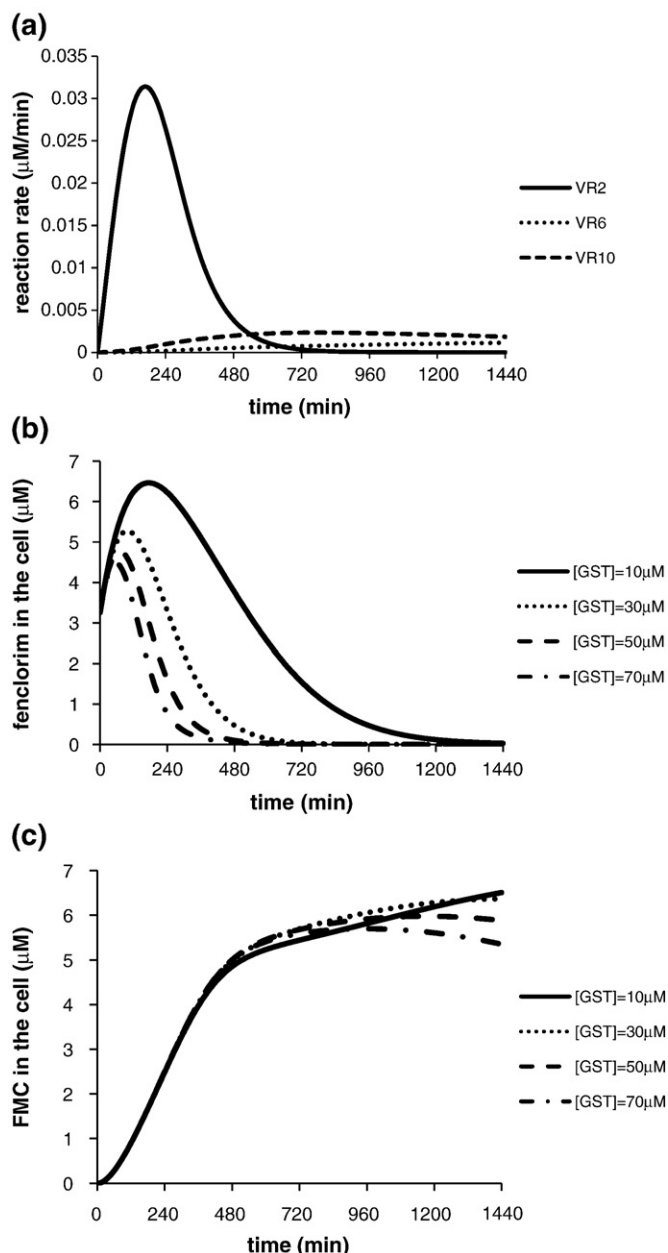 (a)
0.04
0.035
0.03
0.025
0.02
0.015
0.01
0.005
0
reaction rate (µM/min)
0 240 480 720 960 1200 1440
time (min)
VR2
VR6
VR10
(b)
7
6
5
4
3
2
1
0
fenclorim in the cell (µM)
0 240 480 720 960 1200 1440
time (min)
[GST]=10µM
[GST]=30µM
[GST]=50µM
[GST]=70µM
(c)
7
6
5
4
3
2
1
0
FMC in the cell (µM)
0 240 480 720 960 1200 1440
time (min)
[GST]=10µM
[GST]=30µM
[GST]=50µM
[GST]=70µM